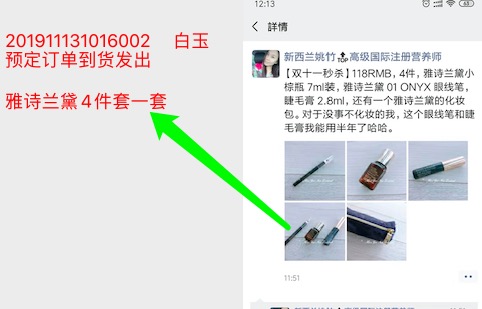 201911131016002 白玉
预定订单到货发出
雅诗兰黛4件套一套
12:13
63
詳情
新西兰姚竹🔝高级国际注册营养师
【双十一秒杀】118RMB，4件，雅诗兰黛小
棕瓶 7ml装，雅诗兰黛 01 ONYX 眼线笔，
睫毛膏 2.8ml，还有一个雅诗兰黛的化妆
包。对于没事不化妆的我，这个眼线笔和睫
毛膏我能用半年了哈哈。
11:51